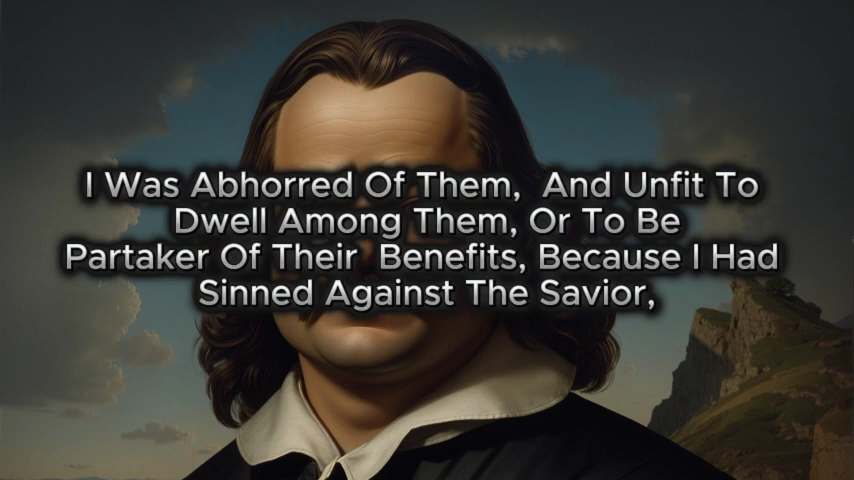 I Was Abhorred Of Them,  And Unfit To
Dwell Among Them, Or To Be
Partaker Of Their  Benefits, Because I Had
Sinned Against The Savior,